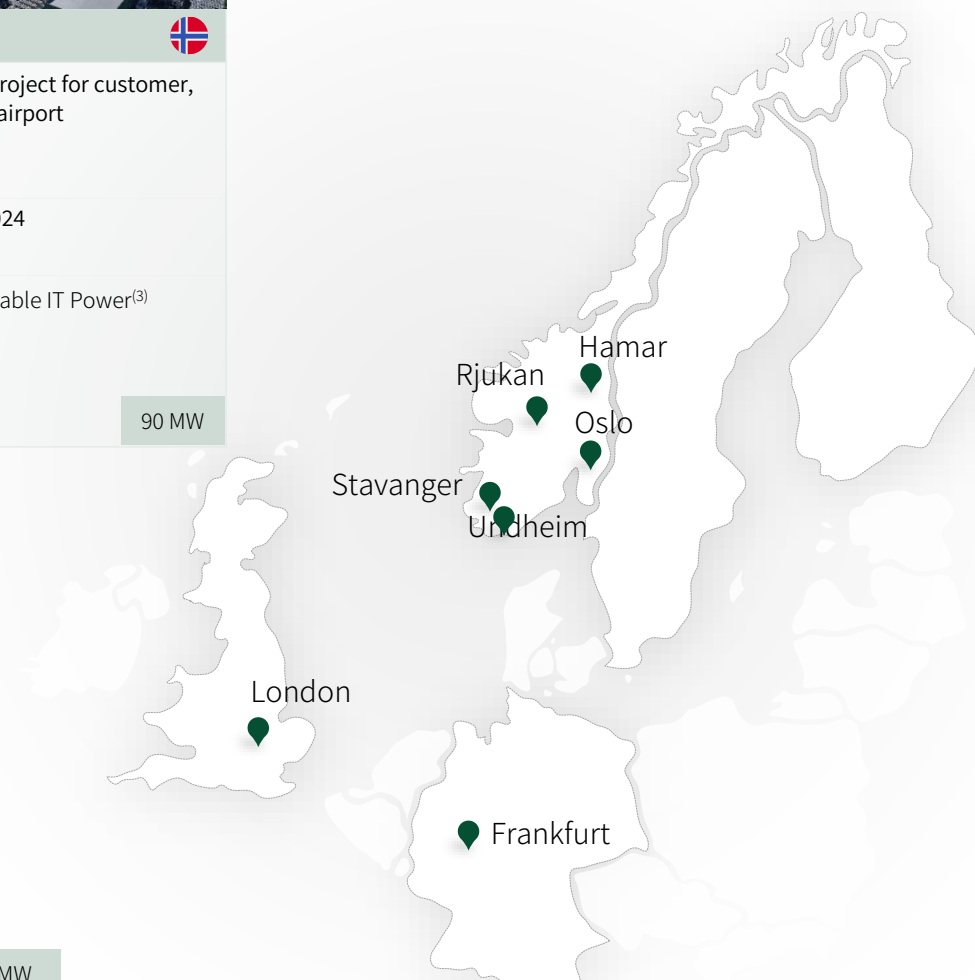 roject for customer,
airport
24
able IT Power(3)
90 MW
Hamar
Rjukan
Oslo
Stavanger
Undheim
London
Frankfurt
MW